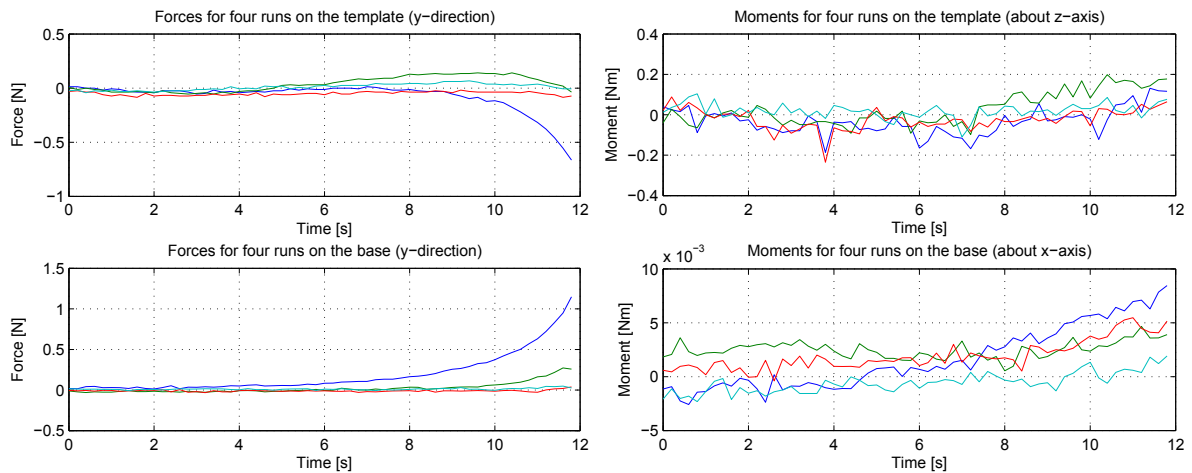 Forces for four runs on the template (y−direction)
0.5
0
−0.5
−1
Force [N]
0 2 4 6 8 10 12
Time [s]
Moments for four runs on the template (about z−axis)
0.4
0.2
0
−0.2
−0.4
Moment [Nm]
0 2 4 6 8 10 12
Time [s]
Forces for four runs on the base (y−direction)
1.5
1
0.5
0
−0.5
Force [N]
0 2 4 6 8 10 12
Time [s]
Moments for four runs on the base (about x−axis)
x 10⁻³
10
5
0
−5
Moment [Nm]
0 2 4 6 8 10 12
Time [s]